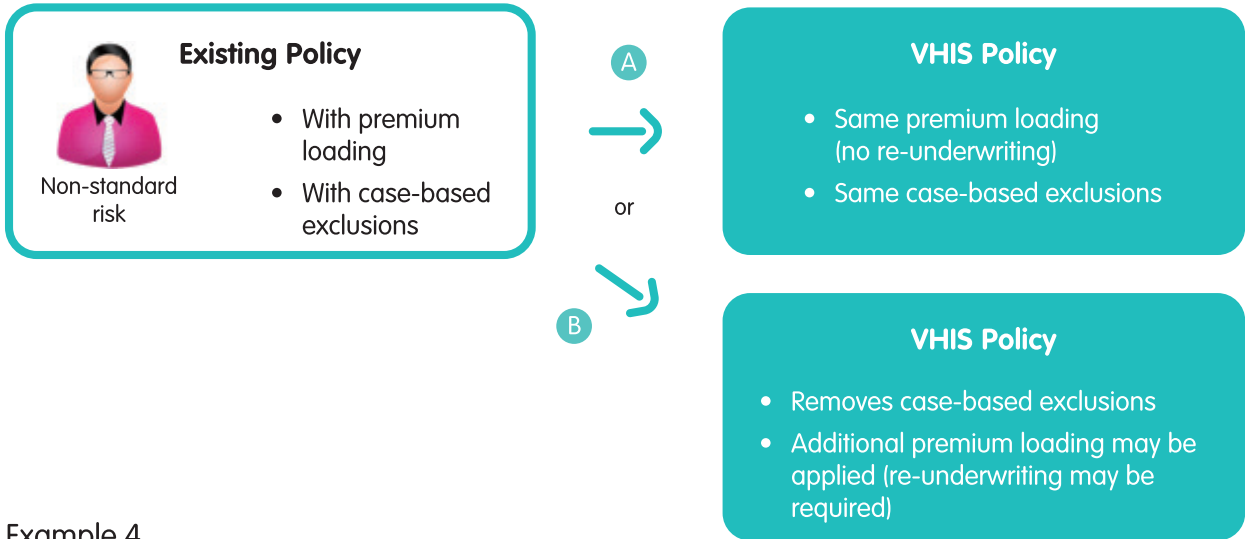 Existing Policy
• With premium
loading
• With case-based
exclusions
Non-standard
risk
A
or
B
VHIS Policy
• Same premium loading
(no re-underwriting)
• Same case-based exclusions
VHIS Policy
• Removes case-based exclusions
• Additional premium loading may be
applied (re-underwriting may be
required)
Example 4